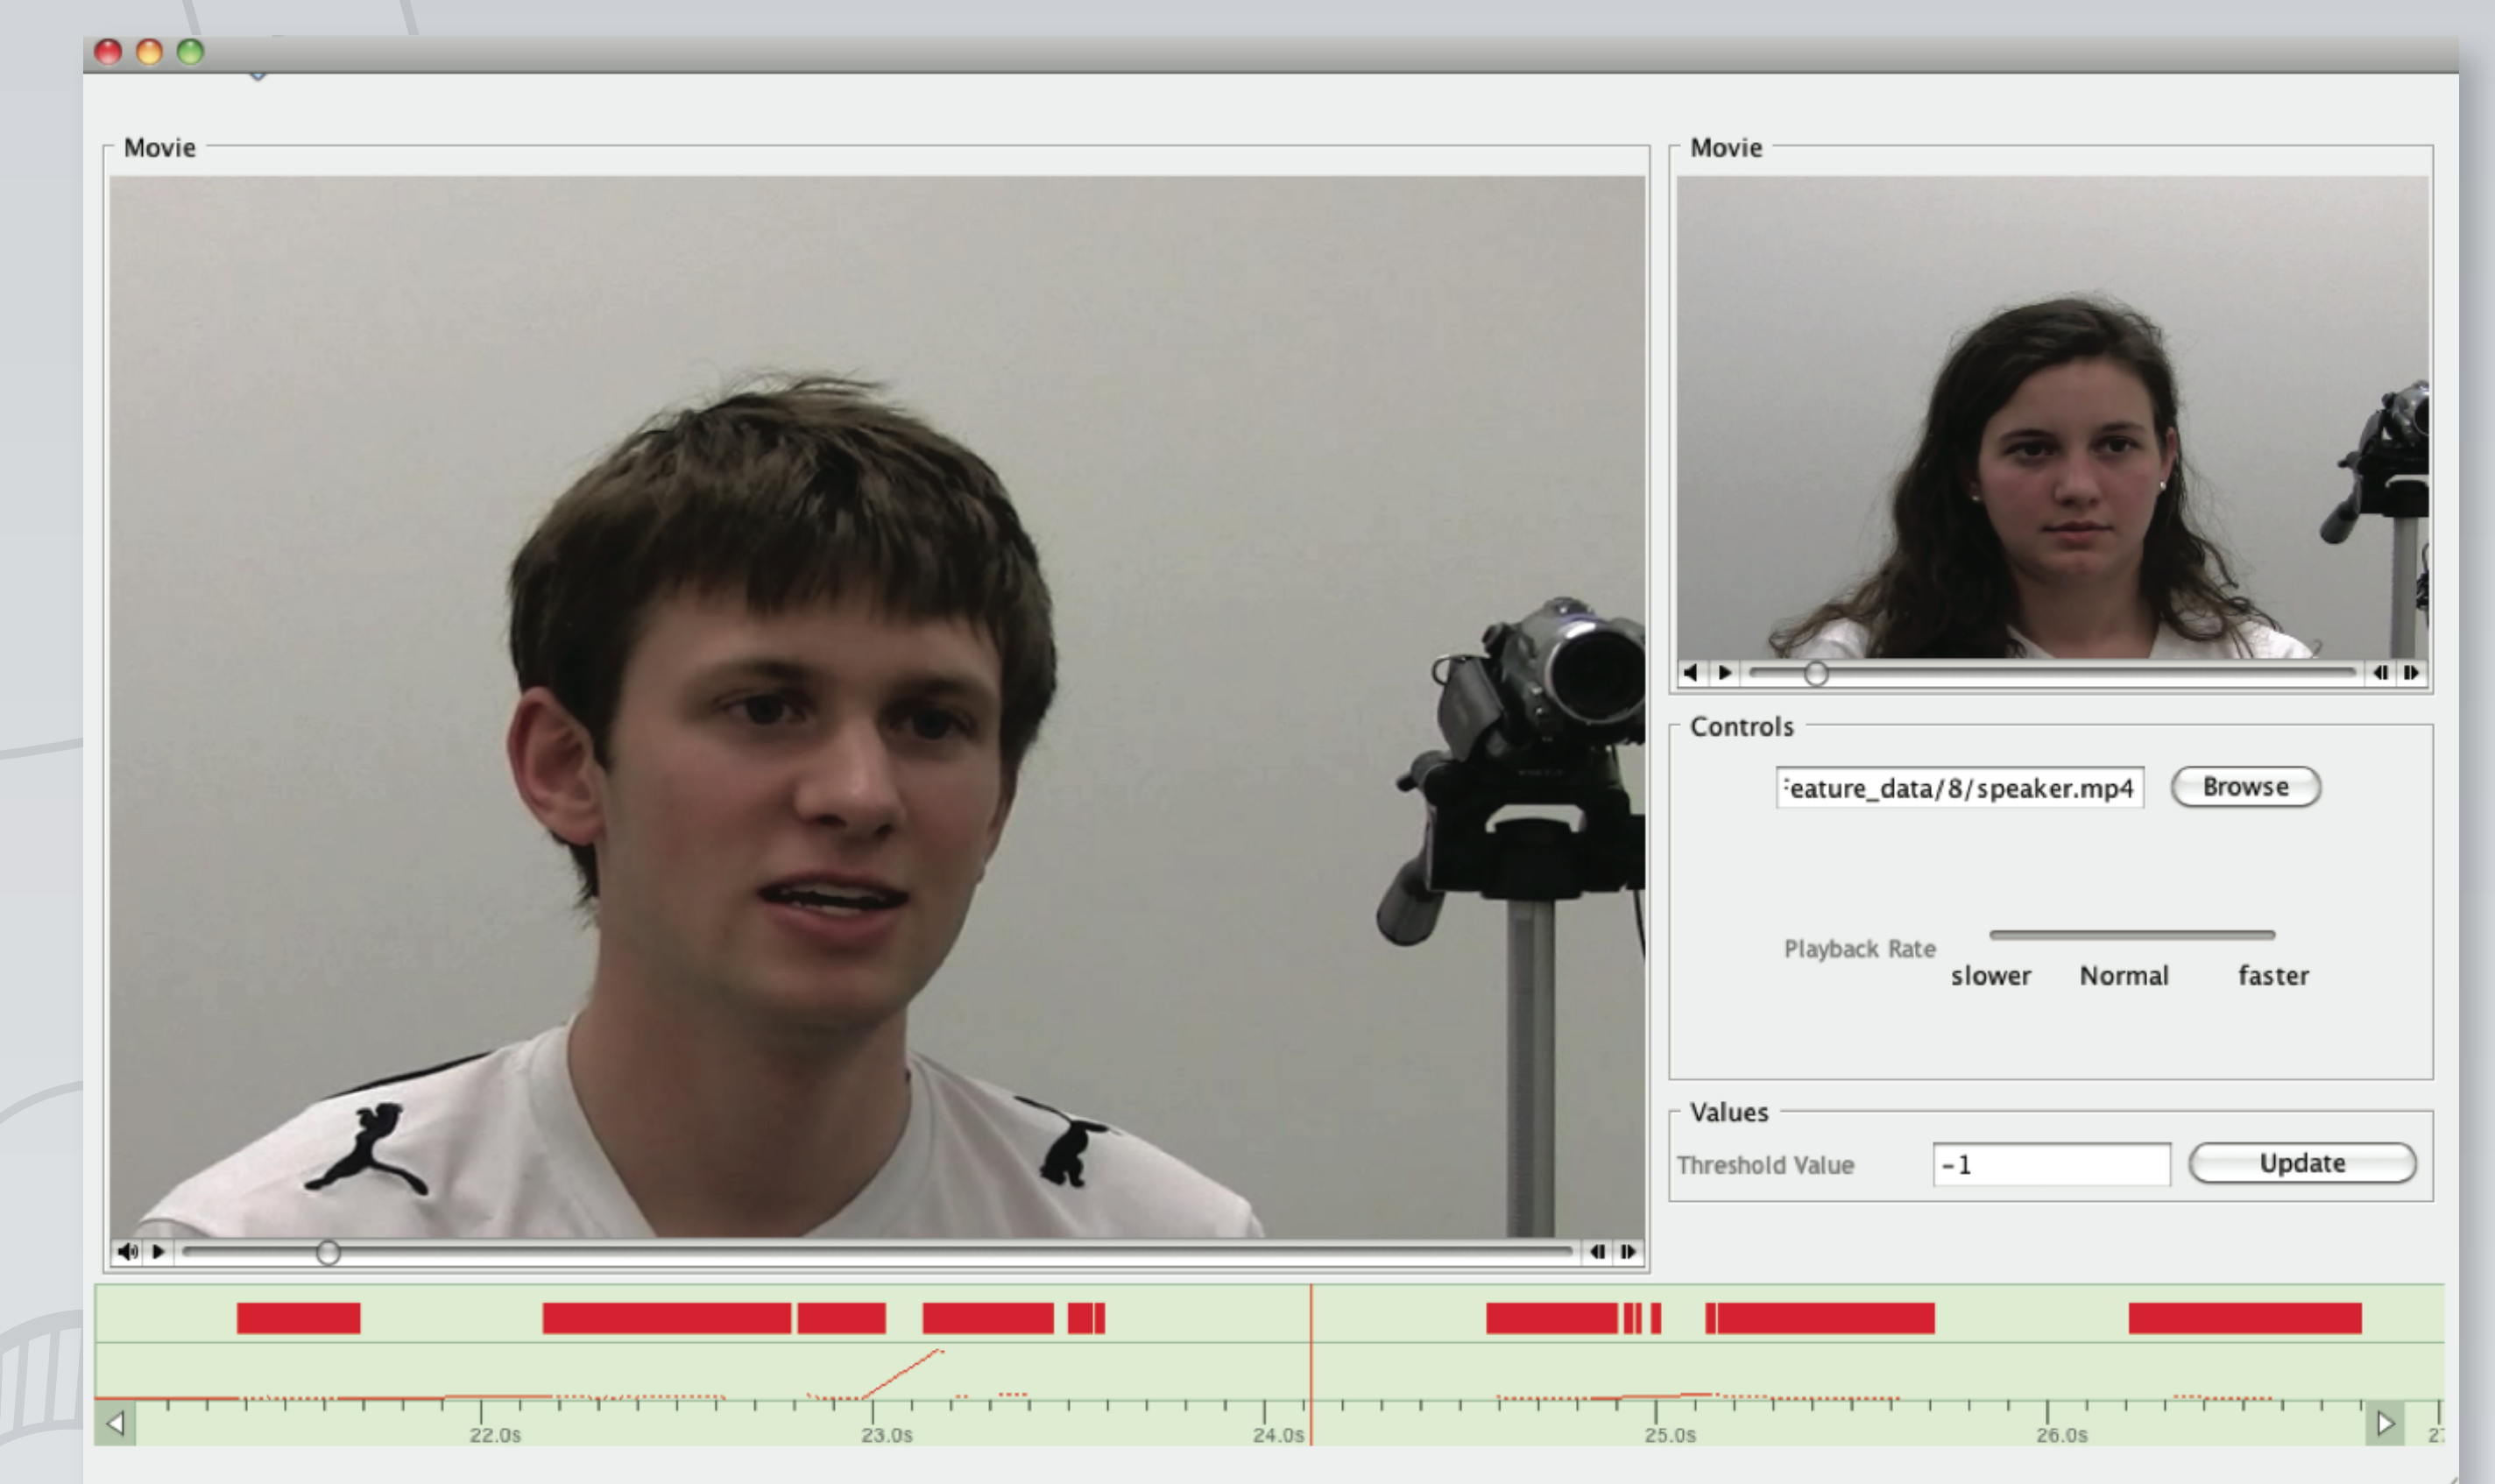 Movie
Movie
Controls
eature_data/8/speaker.mp4
Browse
Playback Rate
slower Normal faster
Values
Threshold Value
-1
Update
22.0s 23.0s 24.0s 25.0s 26.0s